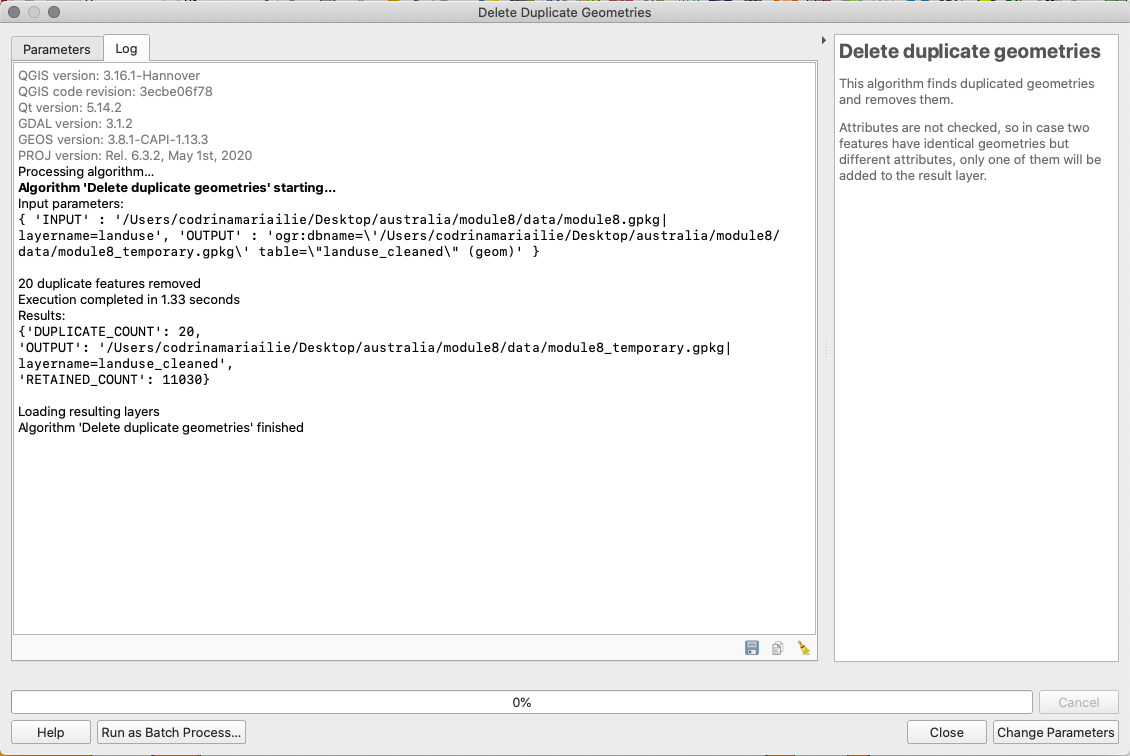 Delete Duplicate Geometries
Parameters
Log
QGIS version: 3.16.1-Hannover
QGIS code revision: 3ecbe06f78
Qt version: 5.14.2
GDAL version: 3.1.2
GEOS version: 3.8.1-CAPI-1.13.3
PROJ version: Rel. 6.3.2, May 1st, 2020
Processing algorithm…
Algorithm 'Delete duplicate geometries' starting…
Input parameters:
{ 'INPUT' : '/Users/codrinamariailie/Desktop/australia/module8/data/module8.gpkg|
layername=landuse', 'OUTPUT' : 'ogr:dbname=\'/Users/codrinamariailie/Desktop/australia/module8/
data/module8_temporary.gpkg\' table=\"landuse_cleaned\" (geom)' }
20 duplicate features removed
Execution completed in 1.33 seconds
Results:
{'DUPLICATE_COUNT': 20,
'OUTPUT': '/Users/codrinamariailie/Desktop/australia/module8/data/module8_temporary.gpkg|
layername=landuse_cleaned',
'RETAINED_COUNT': 11030}
Loading resulting layers
Algorithm 'Delete duplicate geometries' finished
Delete duplicate geometries
This algorithm finds duplicated geometries
and removes them.
Attributes are not checked, so in case two
features have identical geometries but
different attributes, only one of them will be
added to the result layer.
0%
Cancel
Help
Run as Batch Process…
Close
Change Parameters